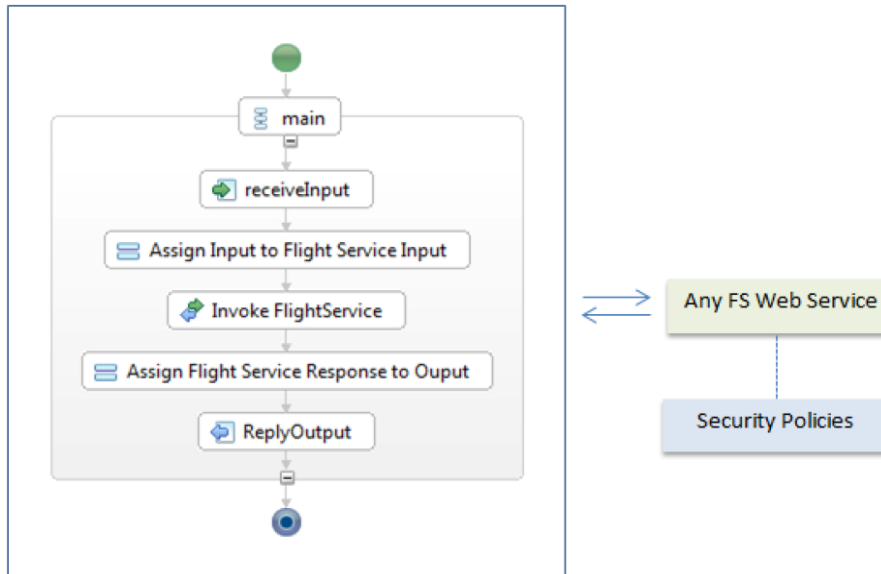 main
receiveInput
Assign Input to Flight Service Input
Invoke FlightService
Assign Flight Service Response to Ouput
ReplyOutput
Any FS Web Service
Security Policies